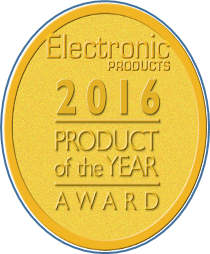 Electronic
PRODUCTS
2016
PRODUCT
of the YEAR
AWARD